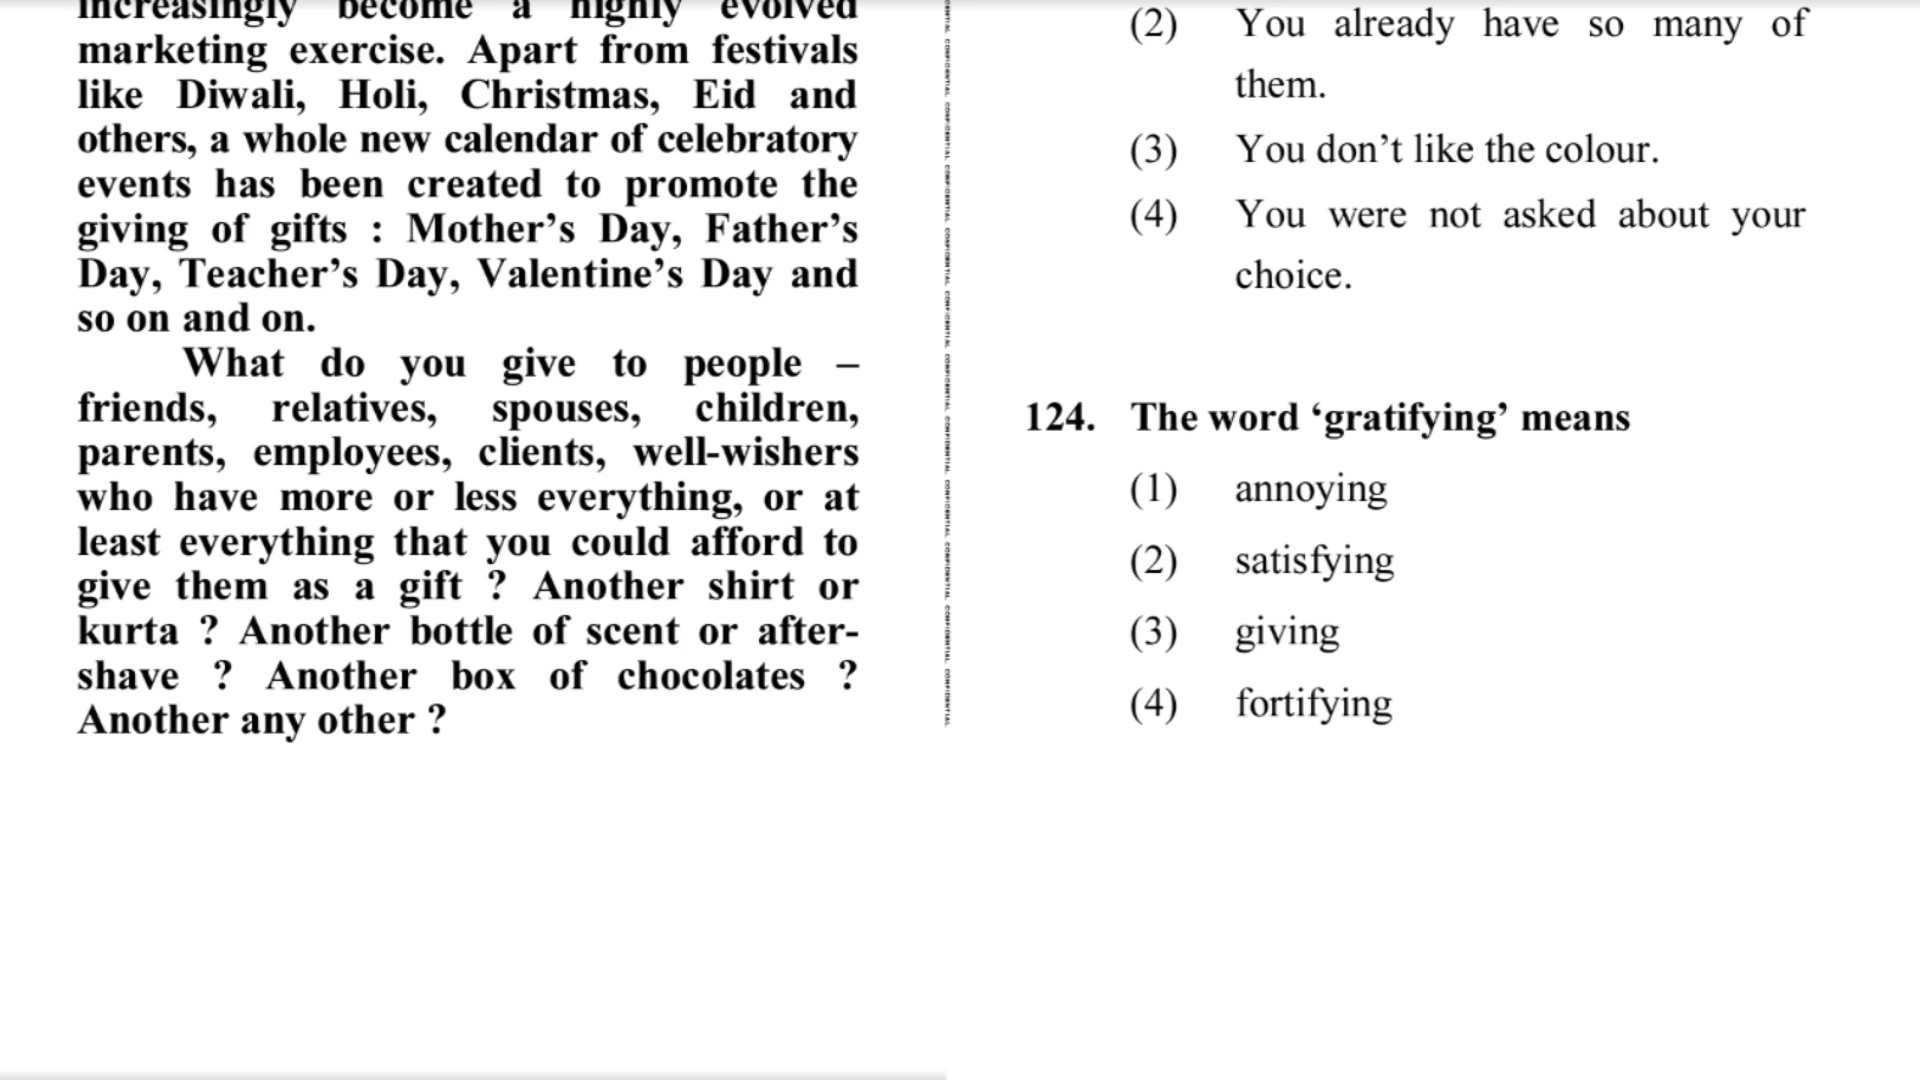 increasingly become a highly evolved
marketing exercise. Apart from festivals
like Diwali, Holi, Christmas, Eid and
others, a whole new calendar of celebratory
events has been created to promote the
giving of gifts : Mother’s Day, Father’s
Day, Teacher’s Day, Valentine’s Day and
so on and on.
What do you give to people –
friends, relatives, spouses, children,
parents, employees, clients, well-wishers
who have more or less everything, or at
least everything that you could afford to
give them as a gift ? Another shirt or
kurta ? Another bottle of scent or after-
shave ? Another box of chocolates ?
Another any other ?
(2) You already have so many of
them.
(3) You don’t like the colour.
(4) You were not asked about your
choice.
124. The word ‘gratifying’ means
(1) annoying
(2) satisfying
(3) giving
(4) fortifying